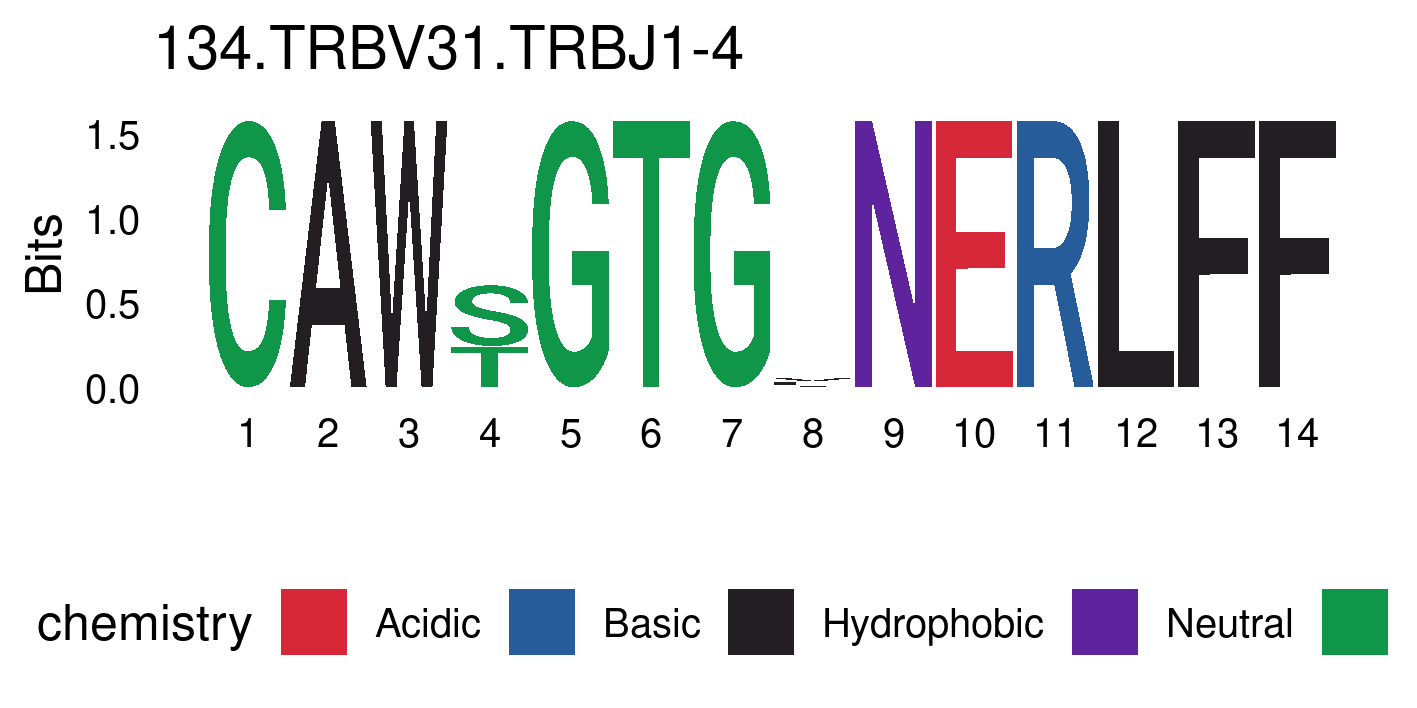 134.TRBV31.TRBJ1-4
Bits
1.5
1.0
0.5
0.0
C A W S G T G N E R L F F
T
1 2 3 4 5 6 7 8 9 10 11 12 13 14
chemistry Acidic Basic Hydrophobic Neutral